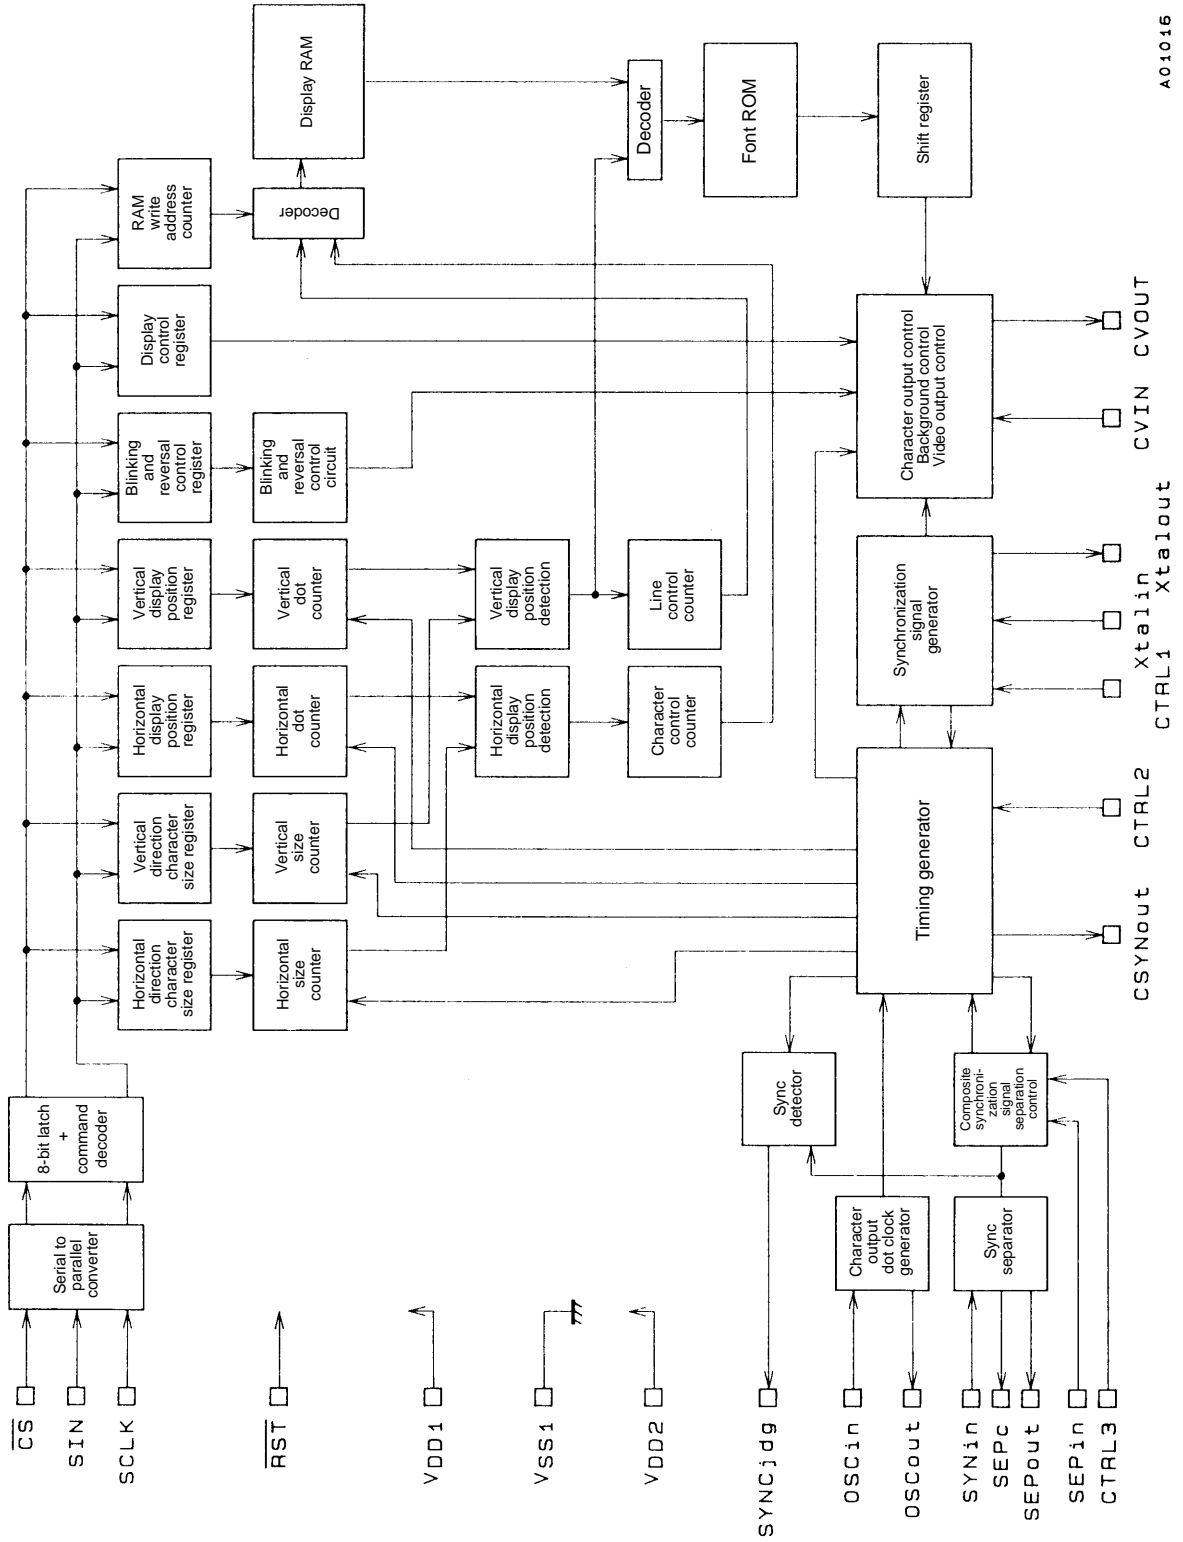 CS
SIN
SCLK
RST
VDD1
VSS1
VDD2
SYNCjdg
OSCin
OSCout
SYNin
SEPc
SEPout
SEPin
CTRL3
Serial to
parallel
converter
8-bit latch
+
command
decoder
Horizontal
direction
character
size register
Vertical
direction
character
size register
Horizontal
display
position
register
Vertical
display
position
register
Blinking
and
reversal
control
register
Display
control
register
RAM
write
address
counter
Horizontal
size
counter
Vertical
size
counter
Horizontal
dot
counter
Vertical
dot
counter
Blinking
and
reversal
control
circuit
Decoder
Display RAM
Horizontal
display
position
detection
Vertical
display
position
detection
Character
control
counter
Line
control
counter
Decoder
Font ROM
Shift register
Sync
detector
Character
output
dot clock
generator
Sync
separator
Composite
synchroni-
zation
signal
separation
control
Timing generator
Synchronization
signal
generator
Character output control
Background control
Video output control
CSYNout
CTRL2
CTRL1
Xtalin
Xtalout
CVIN
CVOUT
A01016